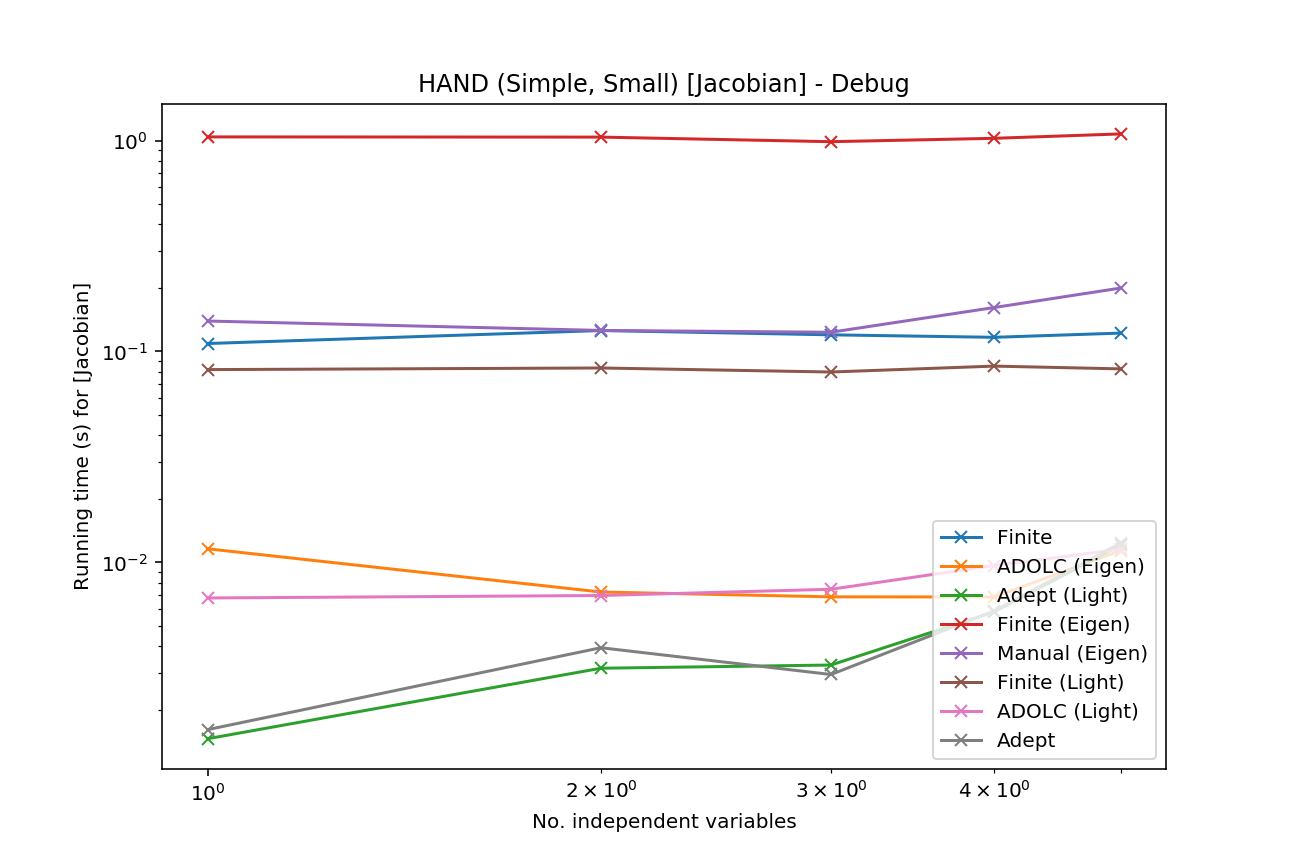 HAND (Simple, Small) [Jacobian] - Debug
Running time (s) for [Jacobian]
10⁰
10⁻¹
10⁻²
Finite
ADOLC (Eigen)
Adept (Light)
Finite (Eigen)
Manual (Eigen)
Finite (Light)
ADOLC (Light)
Adept
10⁰ 2 × 10⁰ 3 × 10⁰ 4 × 10⁰
No. independent variables